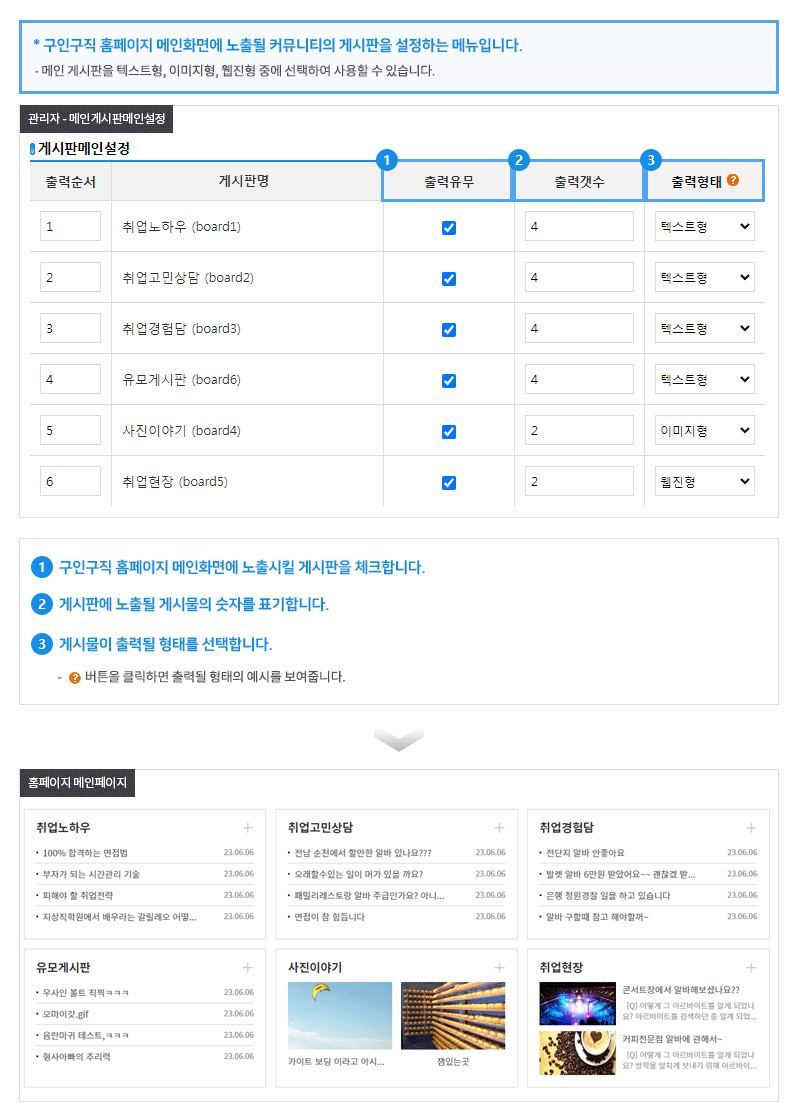 * 구인구직 홈페이지 메인화면에 노출될 커뮤니티의 게시판을 설정하는 메뉴입니다.
- 메인 게시판을 텍스트형, 이미지형, 웹진형 중에 선택하여 사용할 수 있습니다.
관리자 - 메인게시판메인설정
게시판메인설정
1 2 3
출력순서 게시판명 출력유무 출력갯수 출력형태 ?
1 취업노하우 (board1) 4 텍스트형
2 취업고민상담 (board2) 4 텍스트형
3 취업경험담 (board3) 4 텍스트형
4 유모게시판 (board6) 4 텍스트형
5 사진이야기 (board4) 2 이미지형
6 취업현장 (board5) 2 웹진형
1 구인구직 홈페이지 메인화면에 노출시킬 게시판을 체크합니다.
2 게시판에 노출될 게시물의 숫자를 표기합니다.
3 게시물이 출력될 형태를 선택합니다.
- ? 버튼을 클릭하면 출력될 형태의 예시를 보여줍니다.
홈페이지 메인페이지
취업노하우 +
• 100% 합격하는 면접법 23.06.06
• 부자가 되는 시간관리 기술 23.06.06
• 피해야 할 취업전략 23.06.06
• 지상직학원에서 배우라는 갈릴레오 어떻... 23.06.06
취업고민상담 +
• 전남 순천에서 할만한 알바 있나요??? 23.06.06
• 오래할수있는 일이 머가 있을 까요? 23.06.06
• 패밀리레스토랑 알바 주급인가요? 아니... 23.06.06
• 면접이 참 힘듭니다 23.06.06
취업경험담 +
• 전단지 알바 안좋아요 23.06.06
• 발렛 알바 6만원 받았어요~~ 괜찮겠 받... 23.06.06
• 은행 청원경찰 일을 하고 있습니다 23.06.06
• 알바 구할때 참고 해야할꺼~ 23.06.06
유모게시판 +
• 우사인 볼트 직찍ㅋㅋㅋ 23.06.06
• 오마이갓.gif 23.06.06
• 음란마귀 테스트,ㅋㅋㅋ 23.06.06
• 형사아빠의 추리력 23.06.06
사진이야기 +
카이트 보딩 이라고 아시... 잼있는곳
취업현장 +
콘서트장에서 알바해보셨나요??
[Q] 어떻게 그 아르바이트를 알게 되었나
요? 아르바이트를 검색하던 중 알게 되었...
커피전문점 알바에 관해서~
[Q] 어떻게 그 아르바이트를 알게 되었나
요? 방학을 알차게 보내기 위해 아르바이...